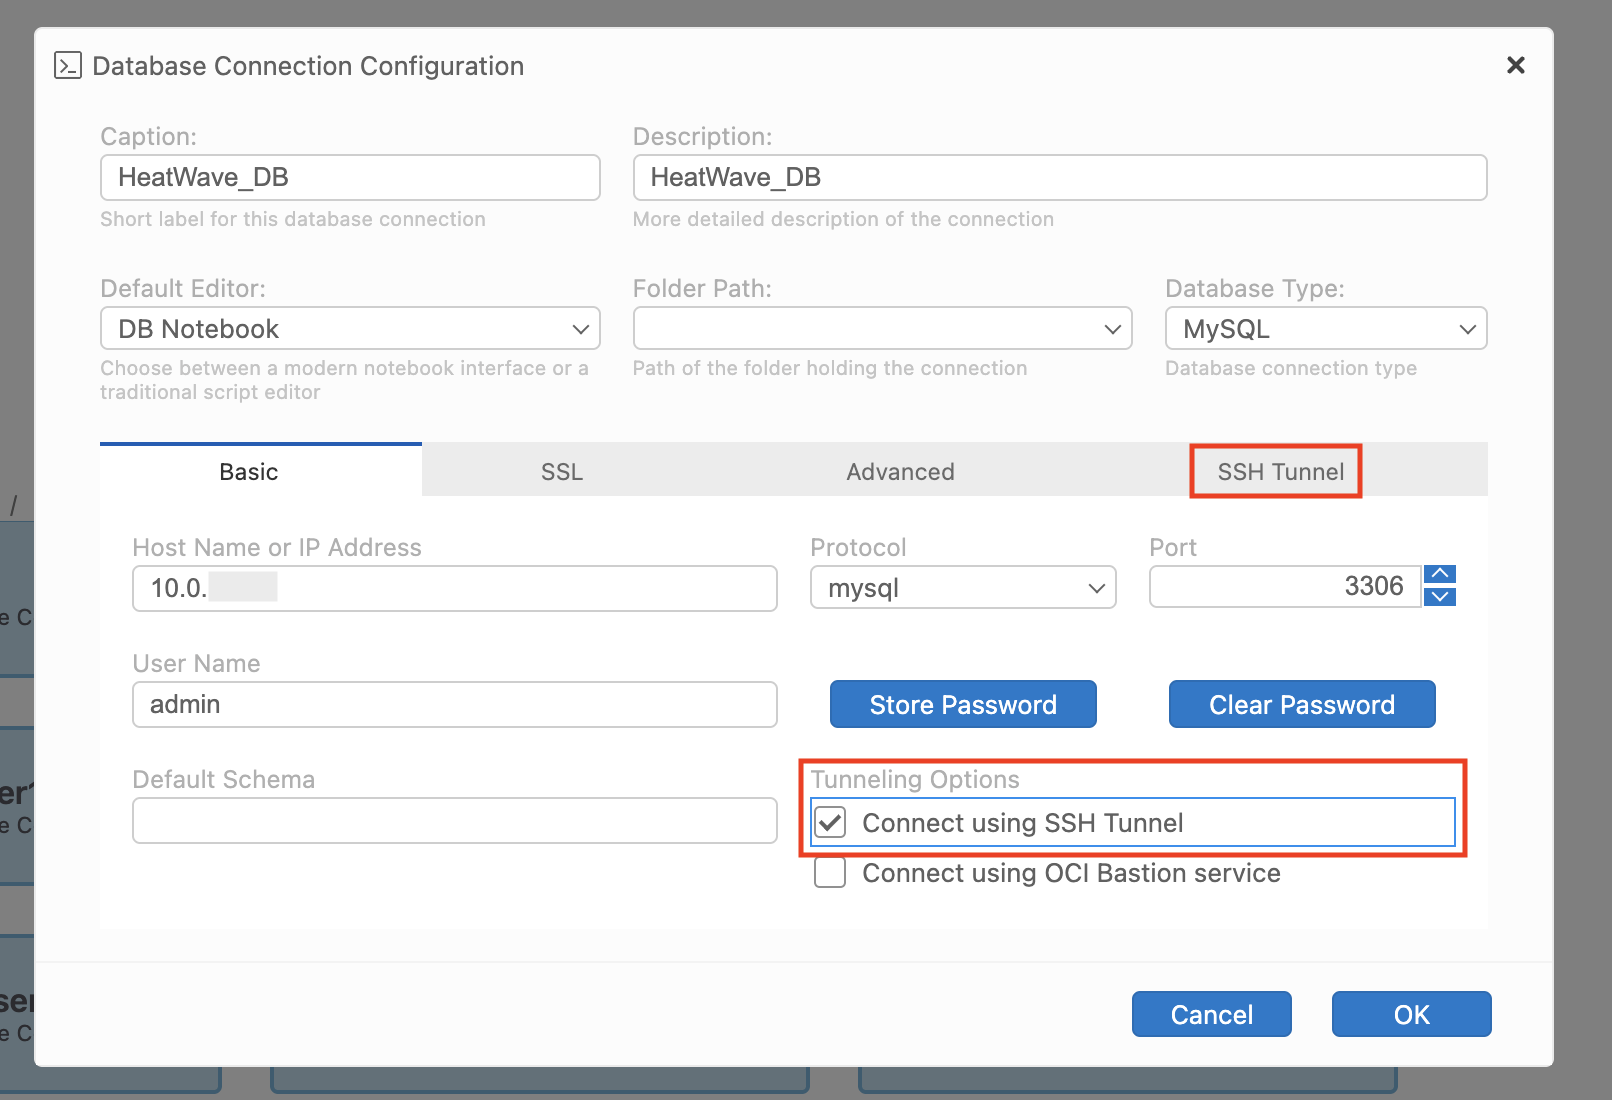 Database Connection Configuration
Caption:
Description:
HeatWave_DB
HeatWave_DB
Short label for this database connection
More detailed description of the connection
Default Editor:
Folder Path:
Database Type:
DB Notebook
MySQL
Choose between a modern notebook interface or a
traditional script editor
Path of the folder holding the connection
Database connection type
Basic
SSL
Advanced
SSH Tunnel
/
Host Name or IP Address
Protocol
Port
10.0.
mysql
3306
e C
User Name
admin
Store Password
Clear Password
Default Schema
Tunneling Options
Connect using SSH Tunnel
e C
Connect using OCI Bastion service
ser
e C
Cancel
OK